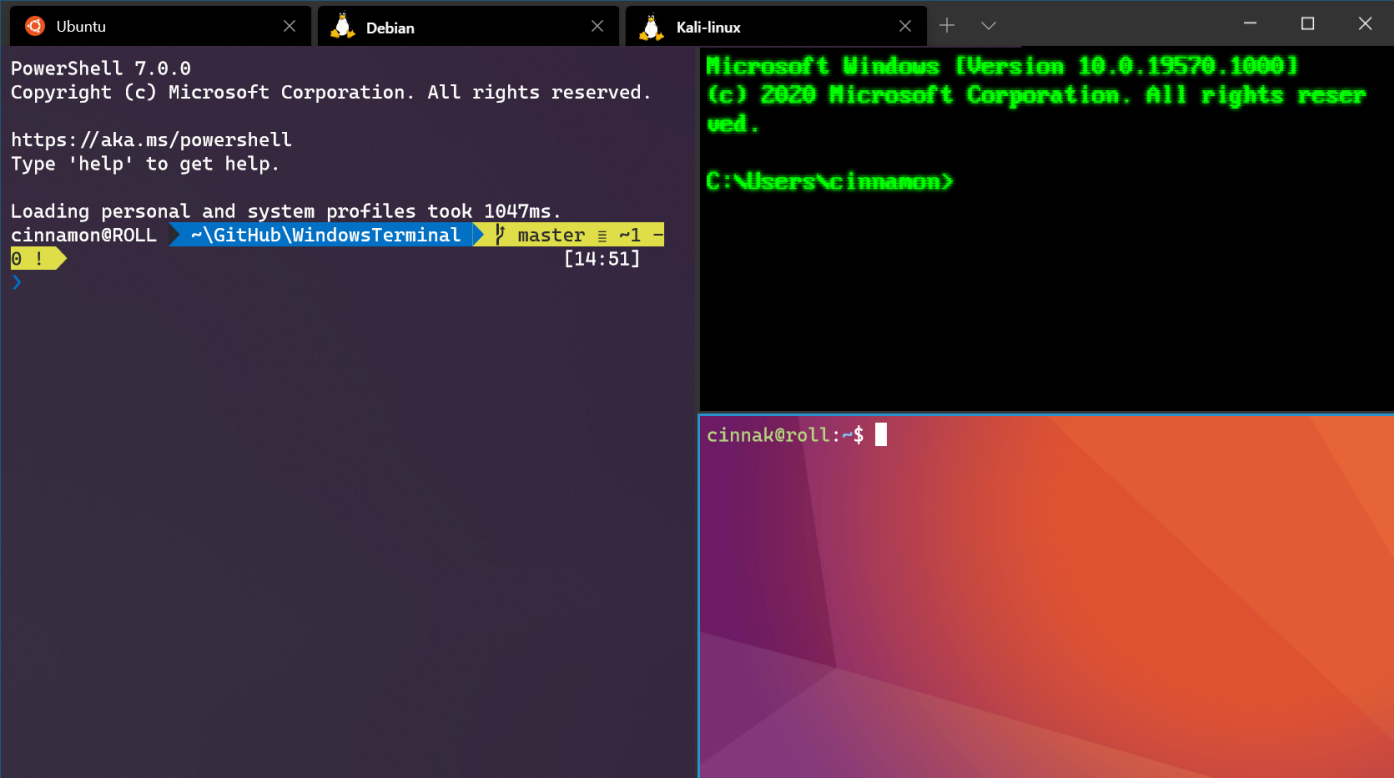 Ubuntu
Debian
Kali-linux
PowerShell 7.0.0
Copyright (c) Microsoft Corporation. All rights reserved.
https://aka.ms/powershell
Type 'help' to get help.
Loading personal and system profiles took 1047ms.
cinnamon@ROLL ~\GitHub\WindowsTerminal master ≡ ~1 -
0 ! [14:51]
❯
Microsoft Windows [Version 10.0.19570.1000]
(c) 2020 Microsoft Corporation. All rights reser
ved.
C:\Users\cinnamon>
cinnak@roll:~$